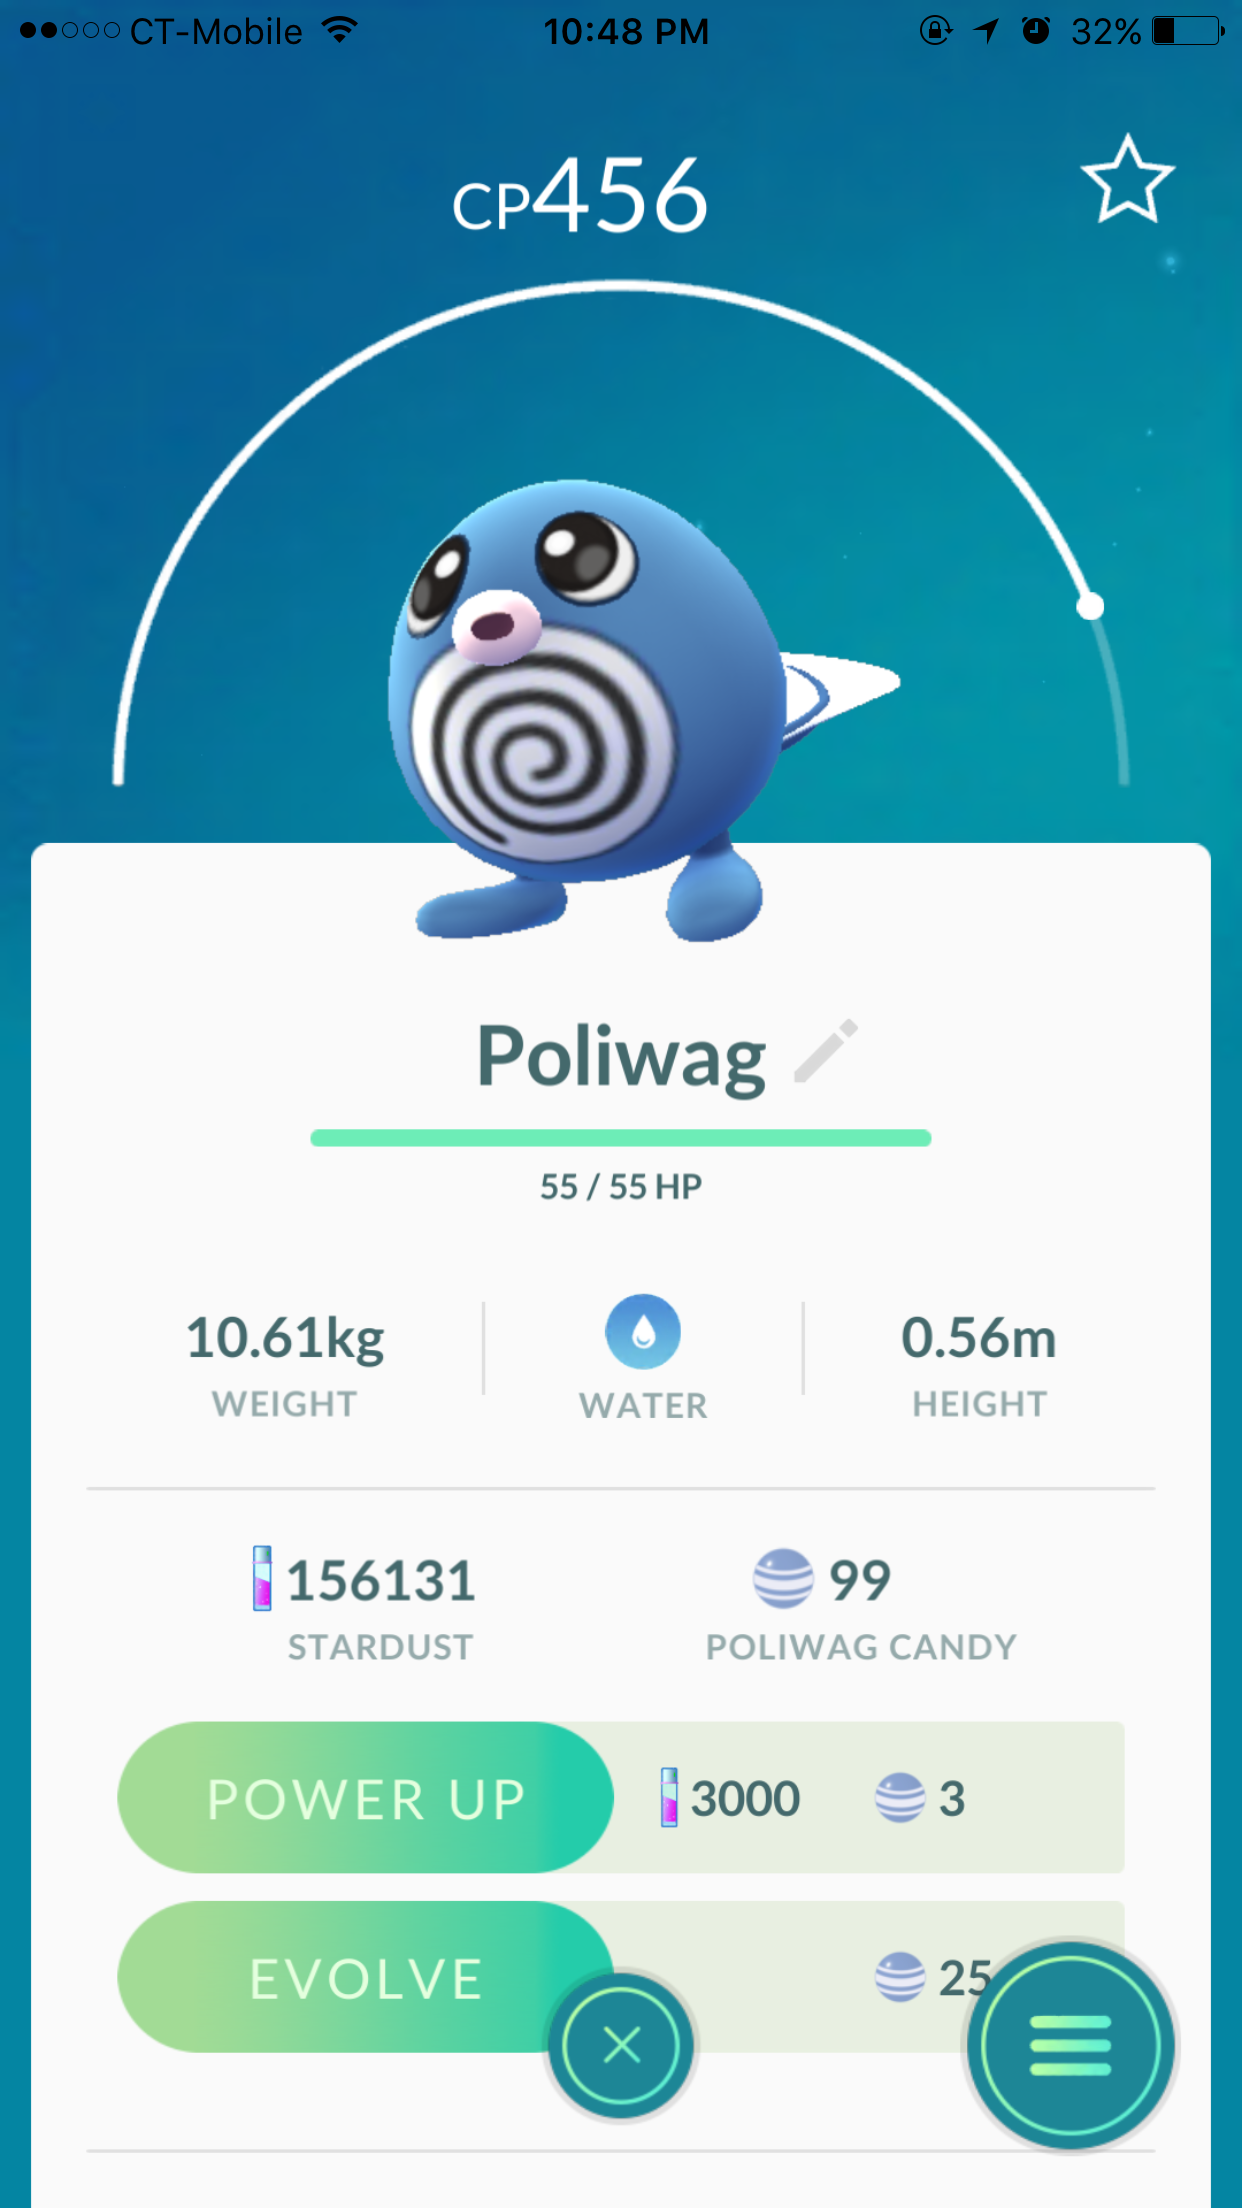 CT-Mobile 10:48 PM 32%
CP456
Poliwag
55 / 55 HP
10.61kg
WEIGHT
WATER
0.56m
HEIGHT
156131
STARDUST
99
POLIWAG CANDY
POWER UP 3000 3
EVOLVE 25